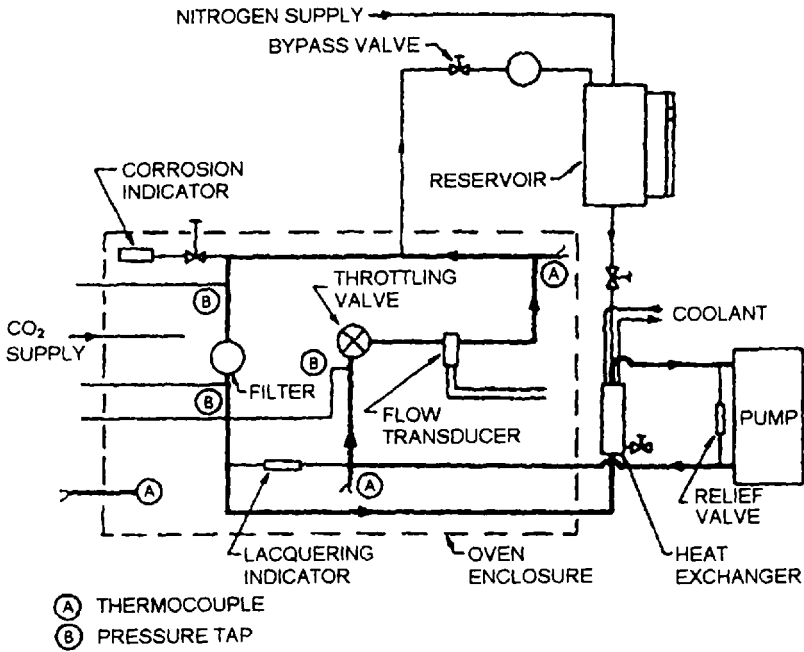 NITROGEN SUPPLY
BYPASS VALVE
CORROSION
INDICATOR
RESERVOIR
A
THROTTLING
VALVE
B
COOLANT
CO2
SUPPLY
B
FILTER
B
FLOW
TRANSDUCER
PUMP
A
A
RELIEF
VALVE
LACQUERING
INDICATOR
OVEN
ENCLOSURE
HEAT
EXCHANGER
A THERMOCOUPLE
B PRESSURE TAP